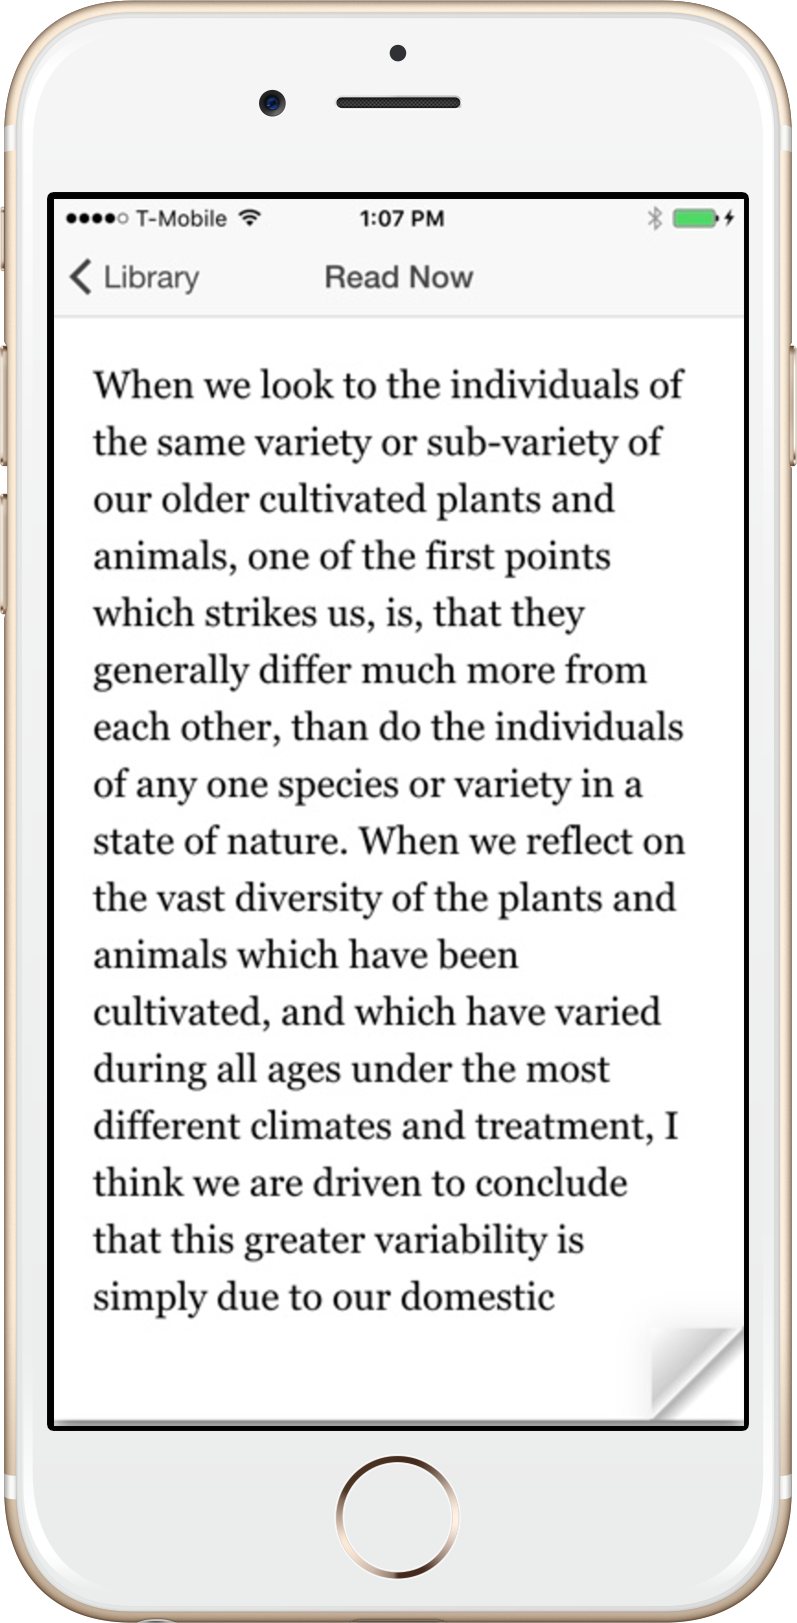 T-Mobile 1:07 PM
Library Read Now
When we look to the individuals of
the same variety or sub-variety of
our older cultivated plants and
animals, one of the first points
which strikes us, is, that they
generally differ much more from
each other, than do the individuals
of any one species or variety in a
state of nature. When we reflect on
the vast diversity of the plants and
animals which have been
cultivated, and which have varied
during all ages under the most
different climates and treatment, I
think we are driven to conclude
that this greater variability is
simply due to our domestic